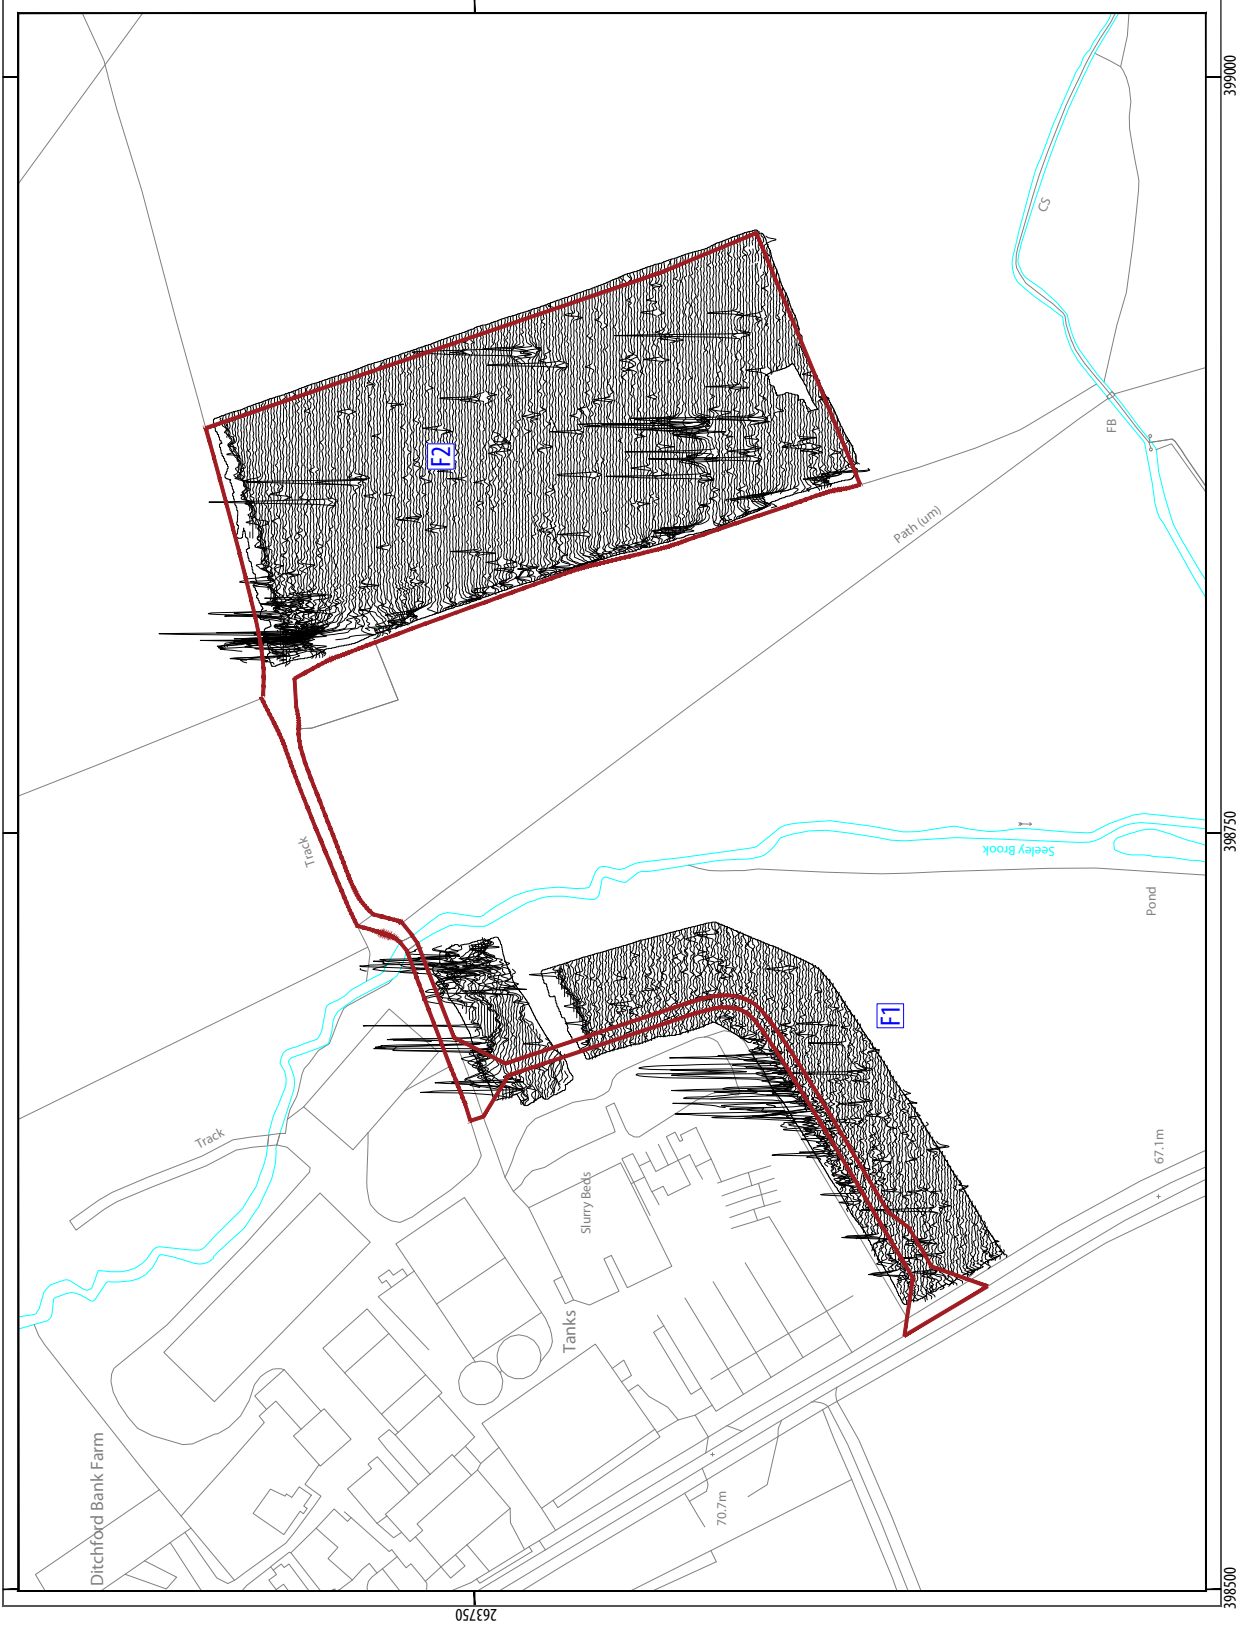 399000
CS
FB
F2
Path (um)
Track
398750
Seeley Brook
Pond
F1
Track
67.1m
Slurry Beds
Tanks
Ditchford Bank Farm
70.7m
398500
263750